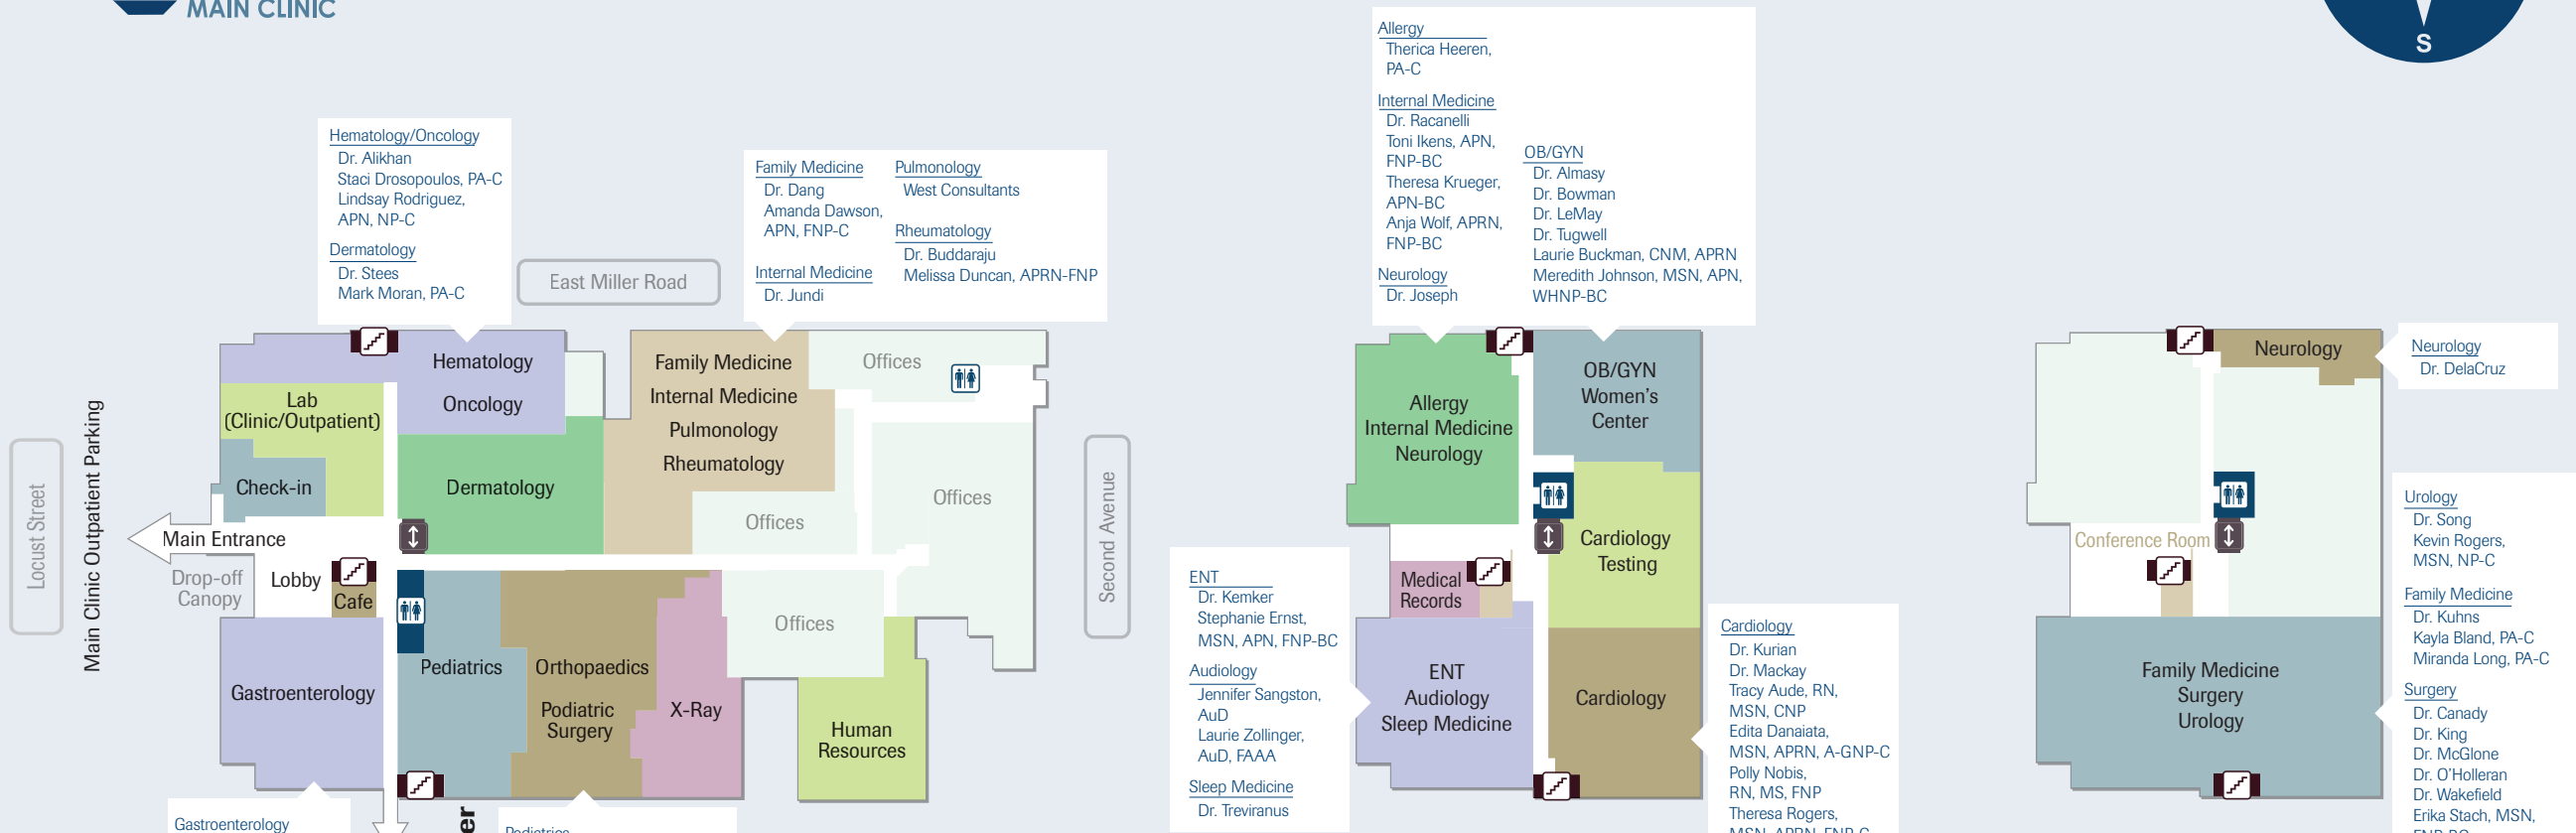 MAIN CLINIC
S
Hematology/Oncology
Dr. Alikhan
Staci Drosopoulos, PA-C
Lindsay Rodriguez,
APN, NP-C
Dermatology
Dr. Stees
Mark Moran, PA-C
East Miller Road
Family Medicine
Dr. Dang
Amanda Dawson,
APN, FNP-C
Internal Medicine
Dr. Jundi
Pulmonology
West Consultants
Rheumatology
Dr. Buddaraju
Melissa Duncan, APRN-FNP
Locust Street
Main Clinic Outpatient Parking
Hematology
Oncology
Lab
(Clinic/Outpatient)
Check-in
Dermatology
Family Medicine
Internal Medicine
Pulmonology
Rheumatology
Offices
Offices
Offices
Offices
Main Entrance
Drop-off
Canopy
Lobby
Cafe
Gastroenterology
Pediatrics
Orthopaedics
Podiatric
Surgery
X-Ray
Human
Resources
Second Avenue
Gastroenterology
Pediatrics
Allergy
Therica Heeren,
PA-C
Internal Medicine
Dr. Racanelli
Toni Ikens, APN,
FNP-BC
Theresa Krueger,
APN-BC
Anja Wolf, APRN,
FNP-BC
Neurology
Dr. Joseph
OB/GYN
Dr. Almasy
Dr. Bowman
Dr. LeMay
Dr. Tugwell
Laurie Buckman, CNM, APRN
Meredith Johnson, MSN, APN,
WHNP-BC
Allergy
Internal Medicine
Neurology
OB/GYN
Women's
Center
Cardiology
Testing
Medical
Records
ENT
Audiology
Sleep Medicine
Cardiology
ENT
Dr. Kemker
Stephanie Ernst,
MSN, APN, FNP-BC
Audiology
Jennifer Sangston,
AuD
Laurie Zollinger,
AuD, FAAA
Sleep Medicine
Dr. Treviranus
Cardiology
Dr. Kurian
Dr. Mackay
Tracy Aude, RN,
MSN, CNP
Edita Danaiata,
MSN, APRN, A-GNP-C
Polly Nobis,
RN, MS, FNP
Theresa Rogers,
MSN, APRN, FNP-C
Neurology
Conference Room
Family Medicine
Surgery
Urology
Neurology
Dr. DelaCruz
Urology
Dr. Song
Kevin Rogers,
MSN, NP-C
Family Medicine
Dr. Kuhns
Kayla Bland, PA-C
Miranda Long, PA-C
Surgery
Dr. Canady
Dr. King
Dr. McGlone
Dr. O'Holleran
Dr. Wakefield
Erika Stach, MSN,
FNP-BC